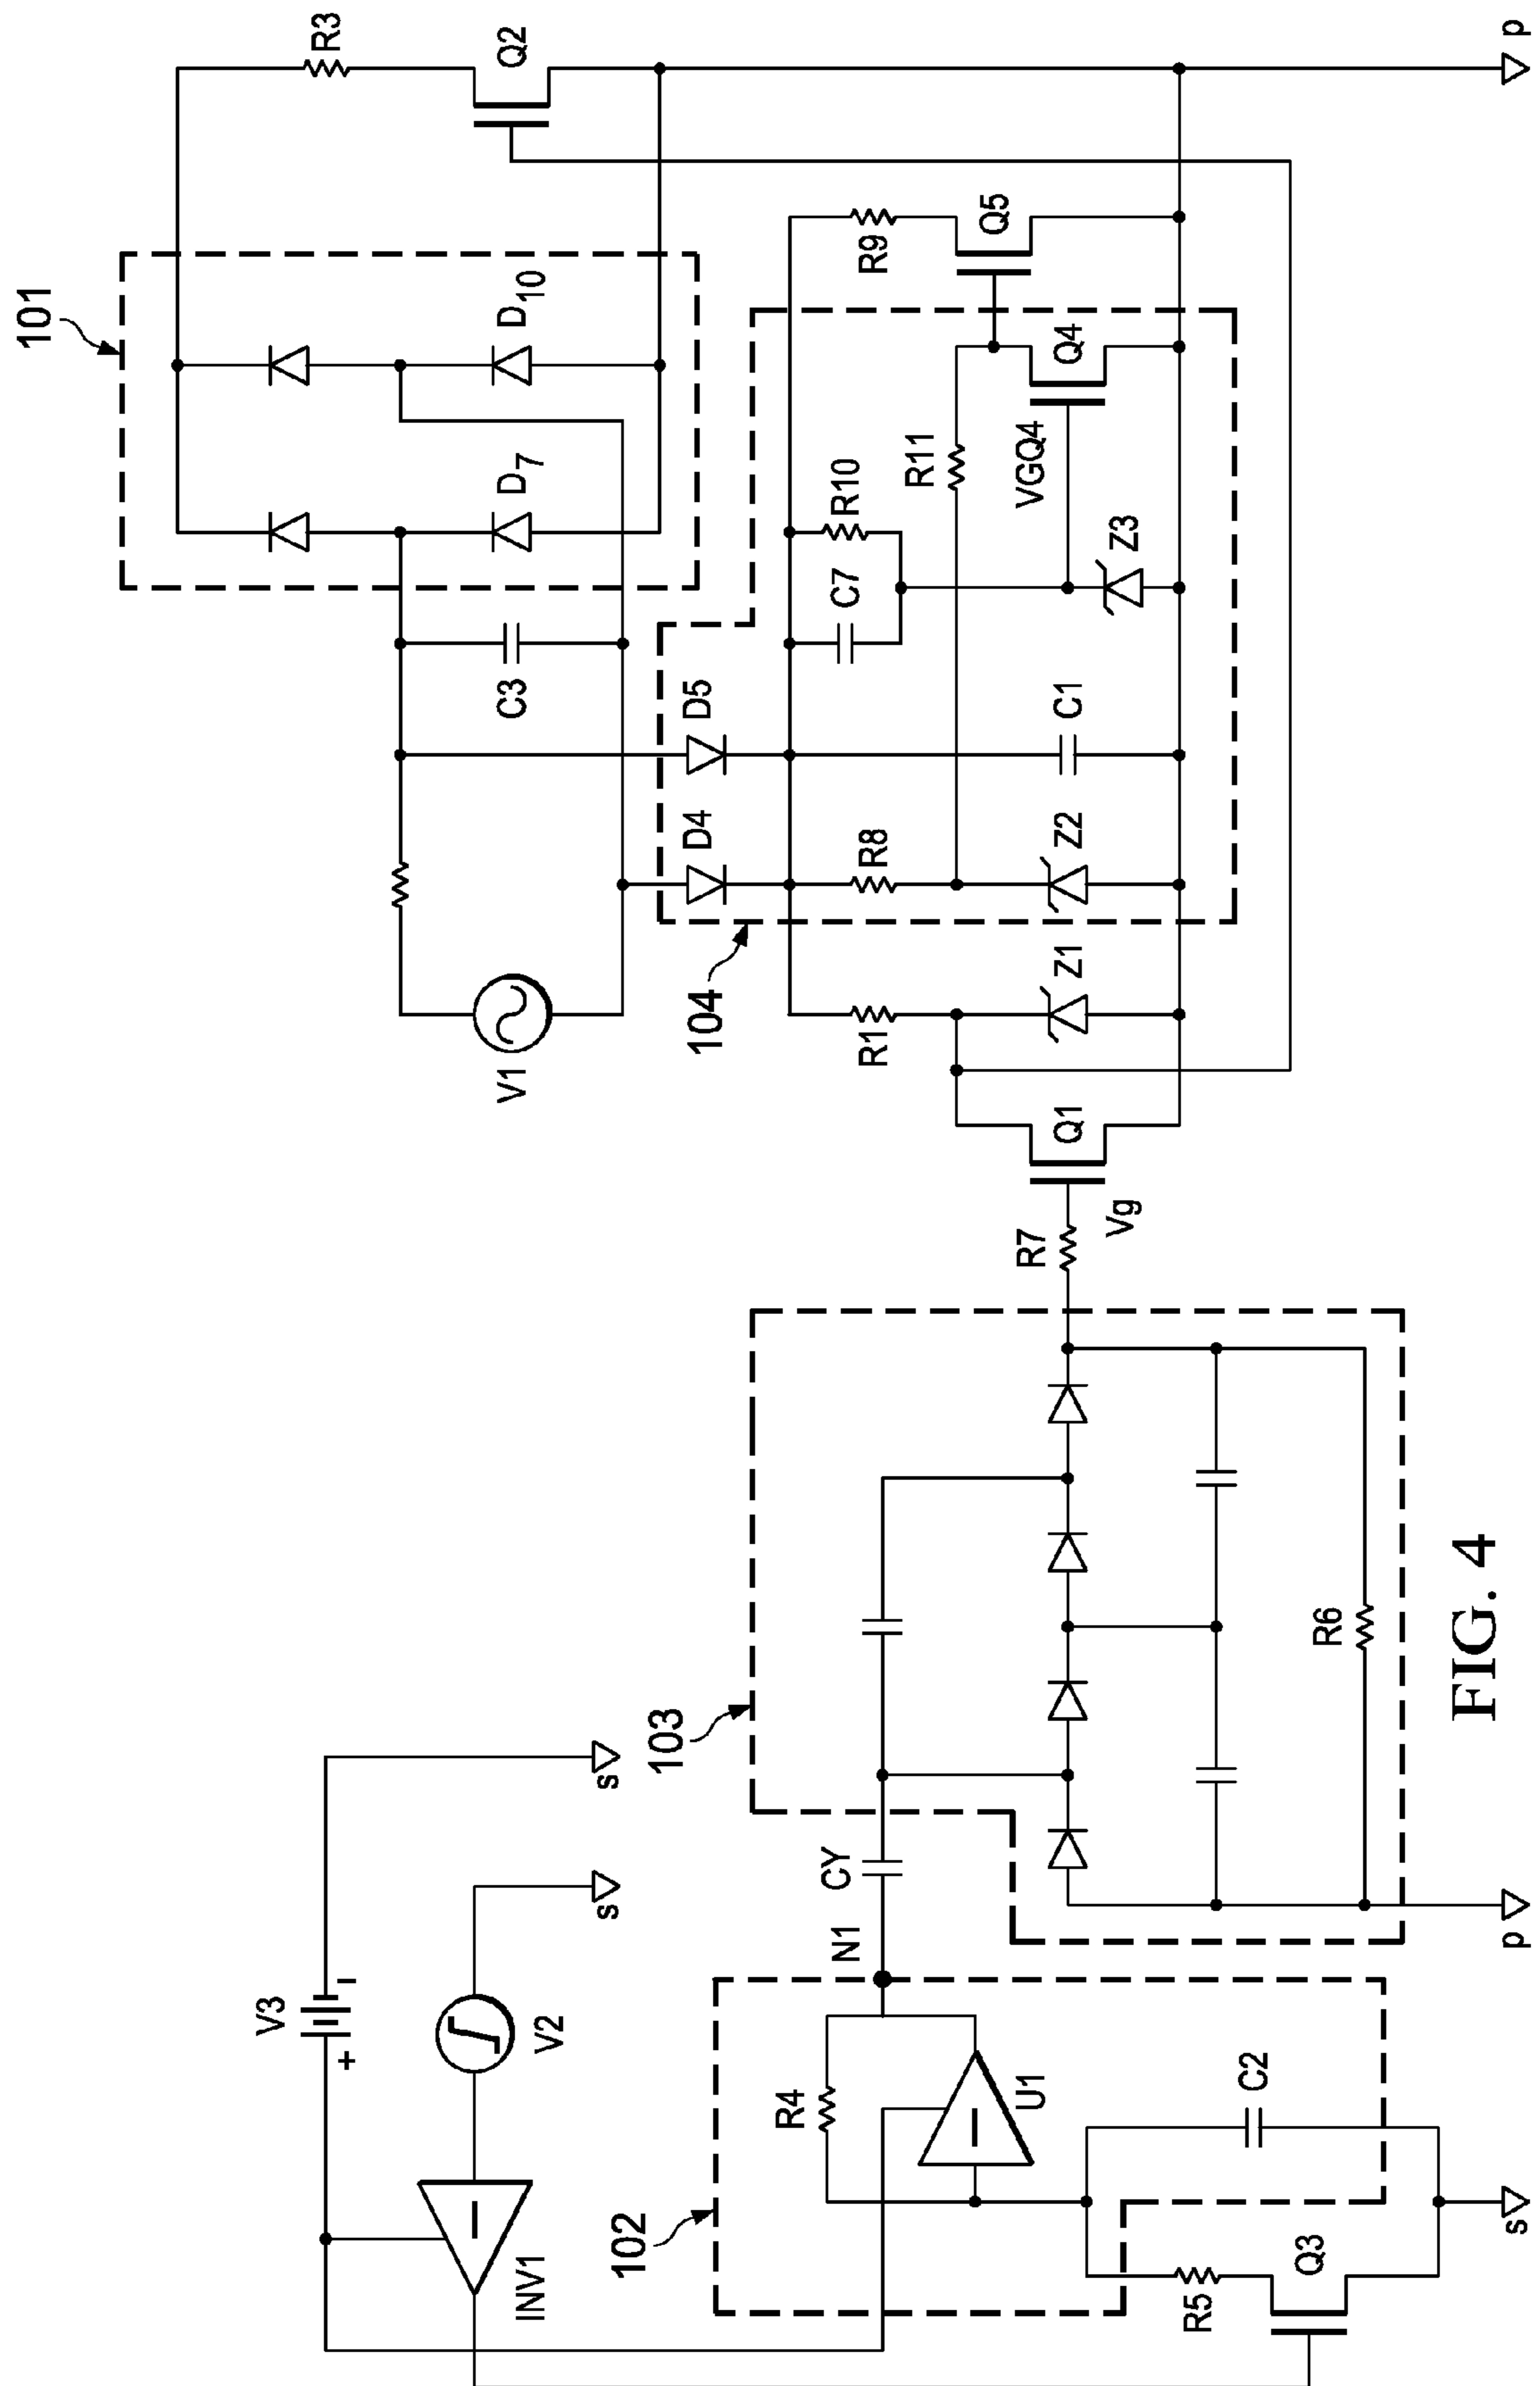 R3
Q2
p
101
D10
D7
C3
V1
D5
D4
104
R9
Q5
R10
C7
R11
Q4
VGQ4
Z3
C1
R8
Z2
R1
Z1
Q1
Vg
R7
103
R6
CY
N1
p
V3
+
−
s
s
V2
INV1
102
R4
U1
C2
R5
Q3
s
FIG. 4